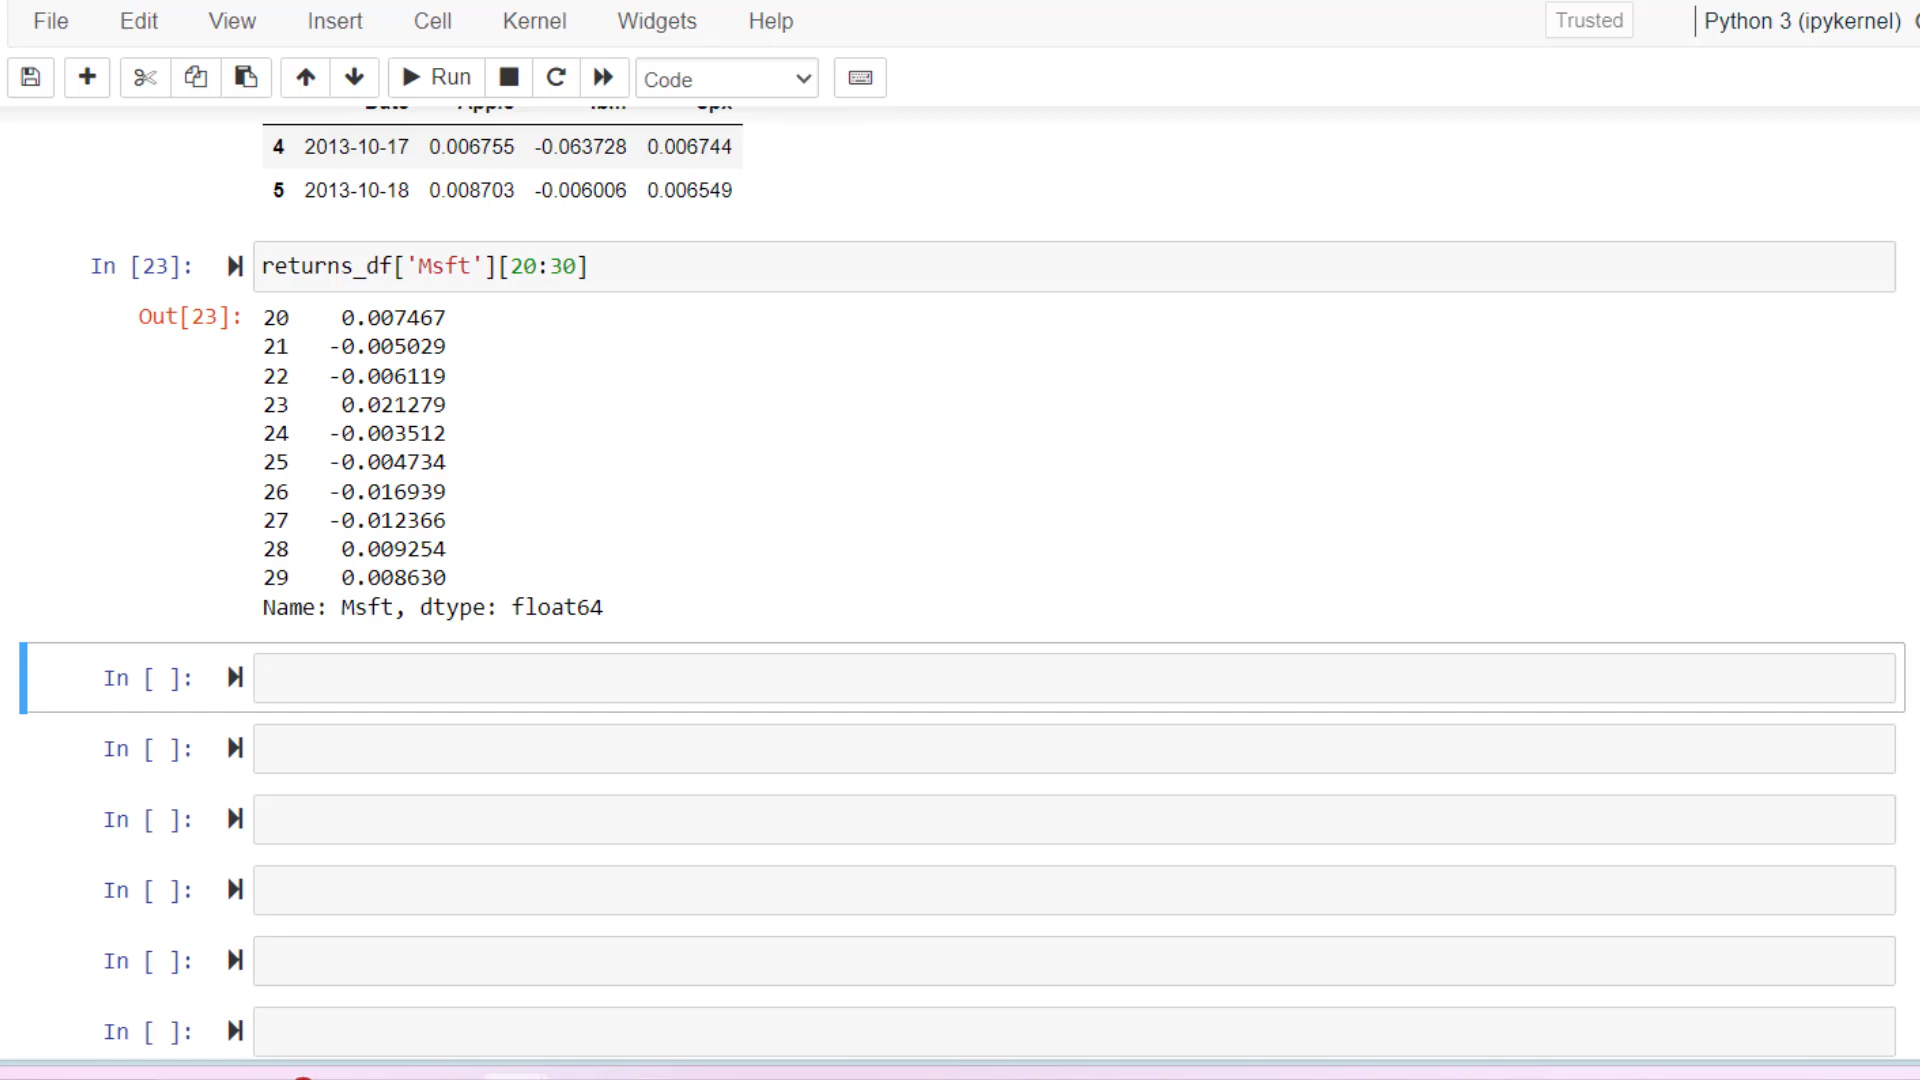 File Edit View Insert Cell Kernel Widgets Help Trusted Python 3 (ipykernel)
Run Code
Date Apple Ibm Spx
4 2013-10-17 0.006755 -0.063728 0.006744
5 2013-10-18 0.008703 -0.006006 0.006549
In [23]: returns_df['Msft'][20:30]
Out[23]: 20 0.007467
21 -0.005029
22 -0.006119
23 0.021279
24 -0.003512
25 -0.004734
26 -0.016939
27 -0.012366
28 0.009254
29 0.008630
Name: Msft, dtype: float64
In [ ]:
In [ ]:
In [ ]:
In [ ]:
In [ ]:
In [ ]: